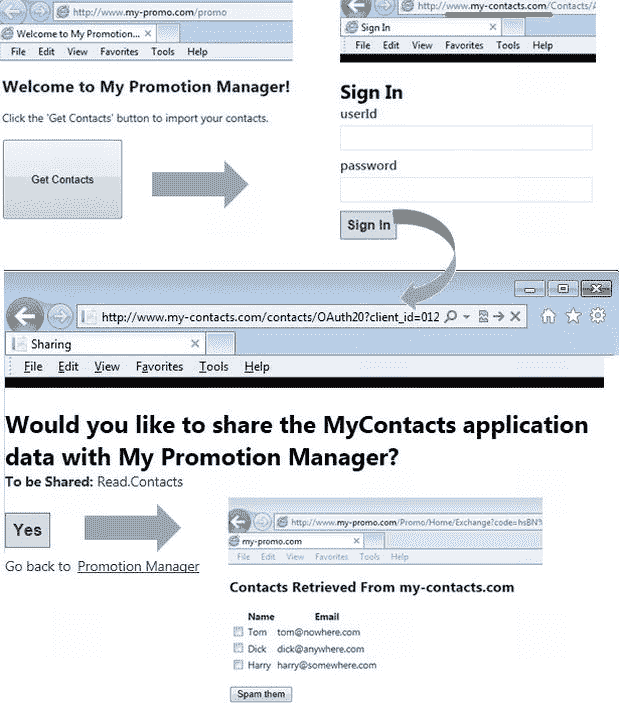 http://www.my-promo.com/promo
Welcome to My Promotion...
File Edit View Favorites Tools Help
Welcome to My Promotion Manager!
Click the 'Get Contacts' button to import your contacts.
Get Contacts
http://www.my-contacts.com/Contacts/A
Sign In
File Edit View Favorites Tools Help
Sign In
userId
password
Sign In
http://www.my-contacts.com/contacts/OAuth20?client_id=012
Sharing
File Edit View Favorites Tools Help
Would you like to share the MyContacts application
data with My Promotion Manager?
To be Shared: Read.Contacts
Yes
Go back to Promotion Manager
http://www.my-promo.com/Promo/Home/Exchange?code=hsBN%
my-promo.com
File Edit View Favorites Tools Help
Contacts Retrieved From my-contacts.com
Name Email
Tom tom@nowhere.com
Dick dick@anywhere.com
Harry harry@somewhere.com
Spam them